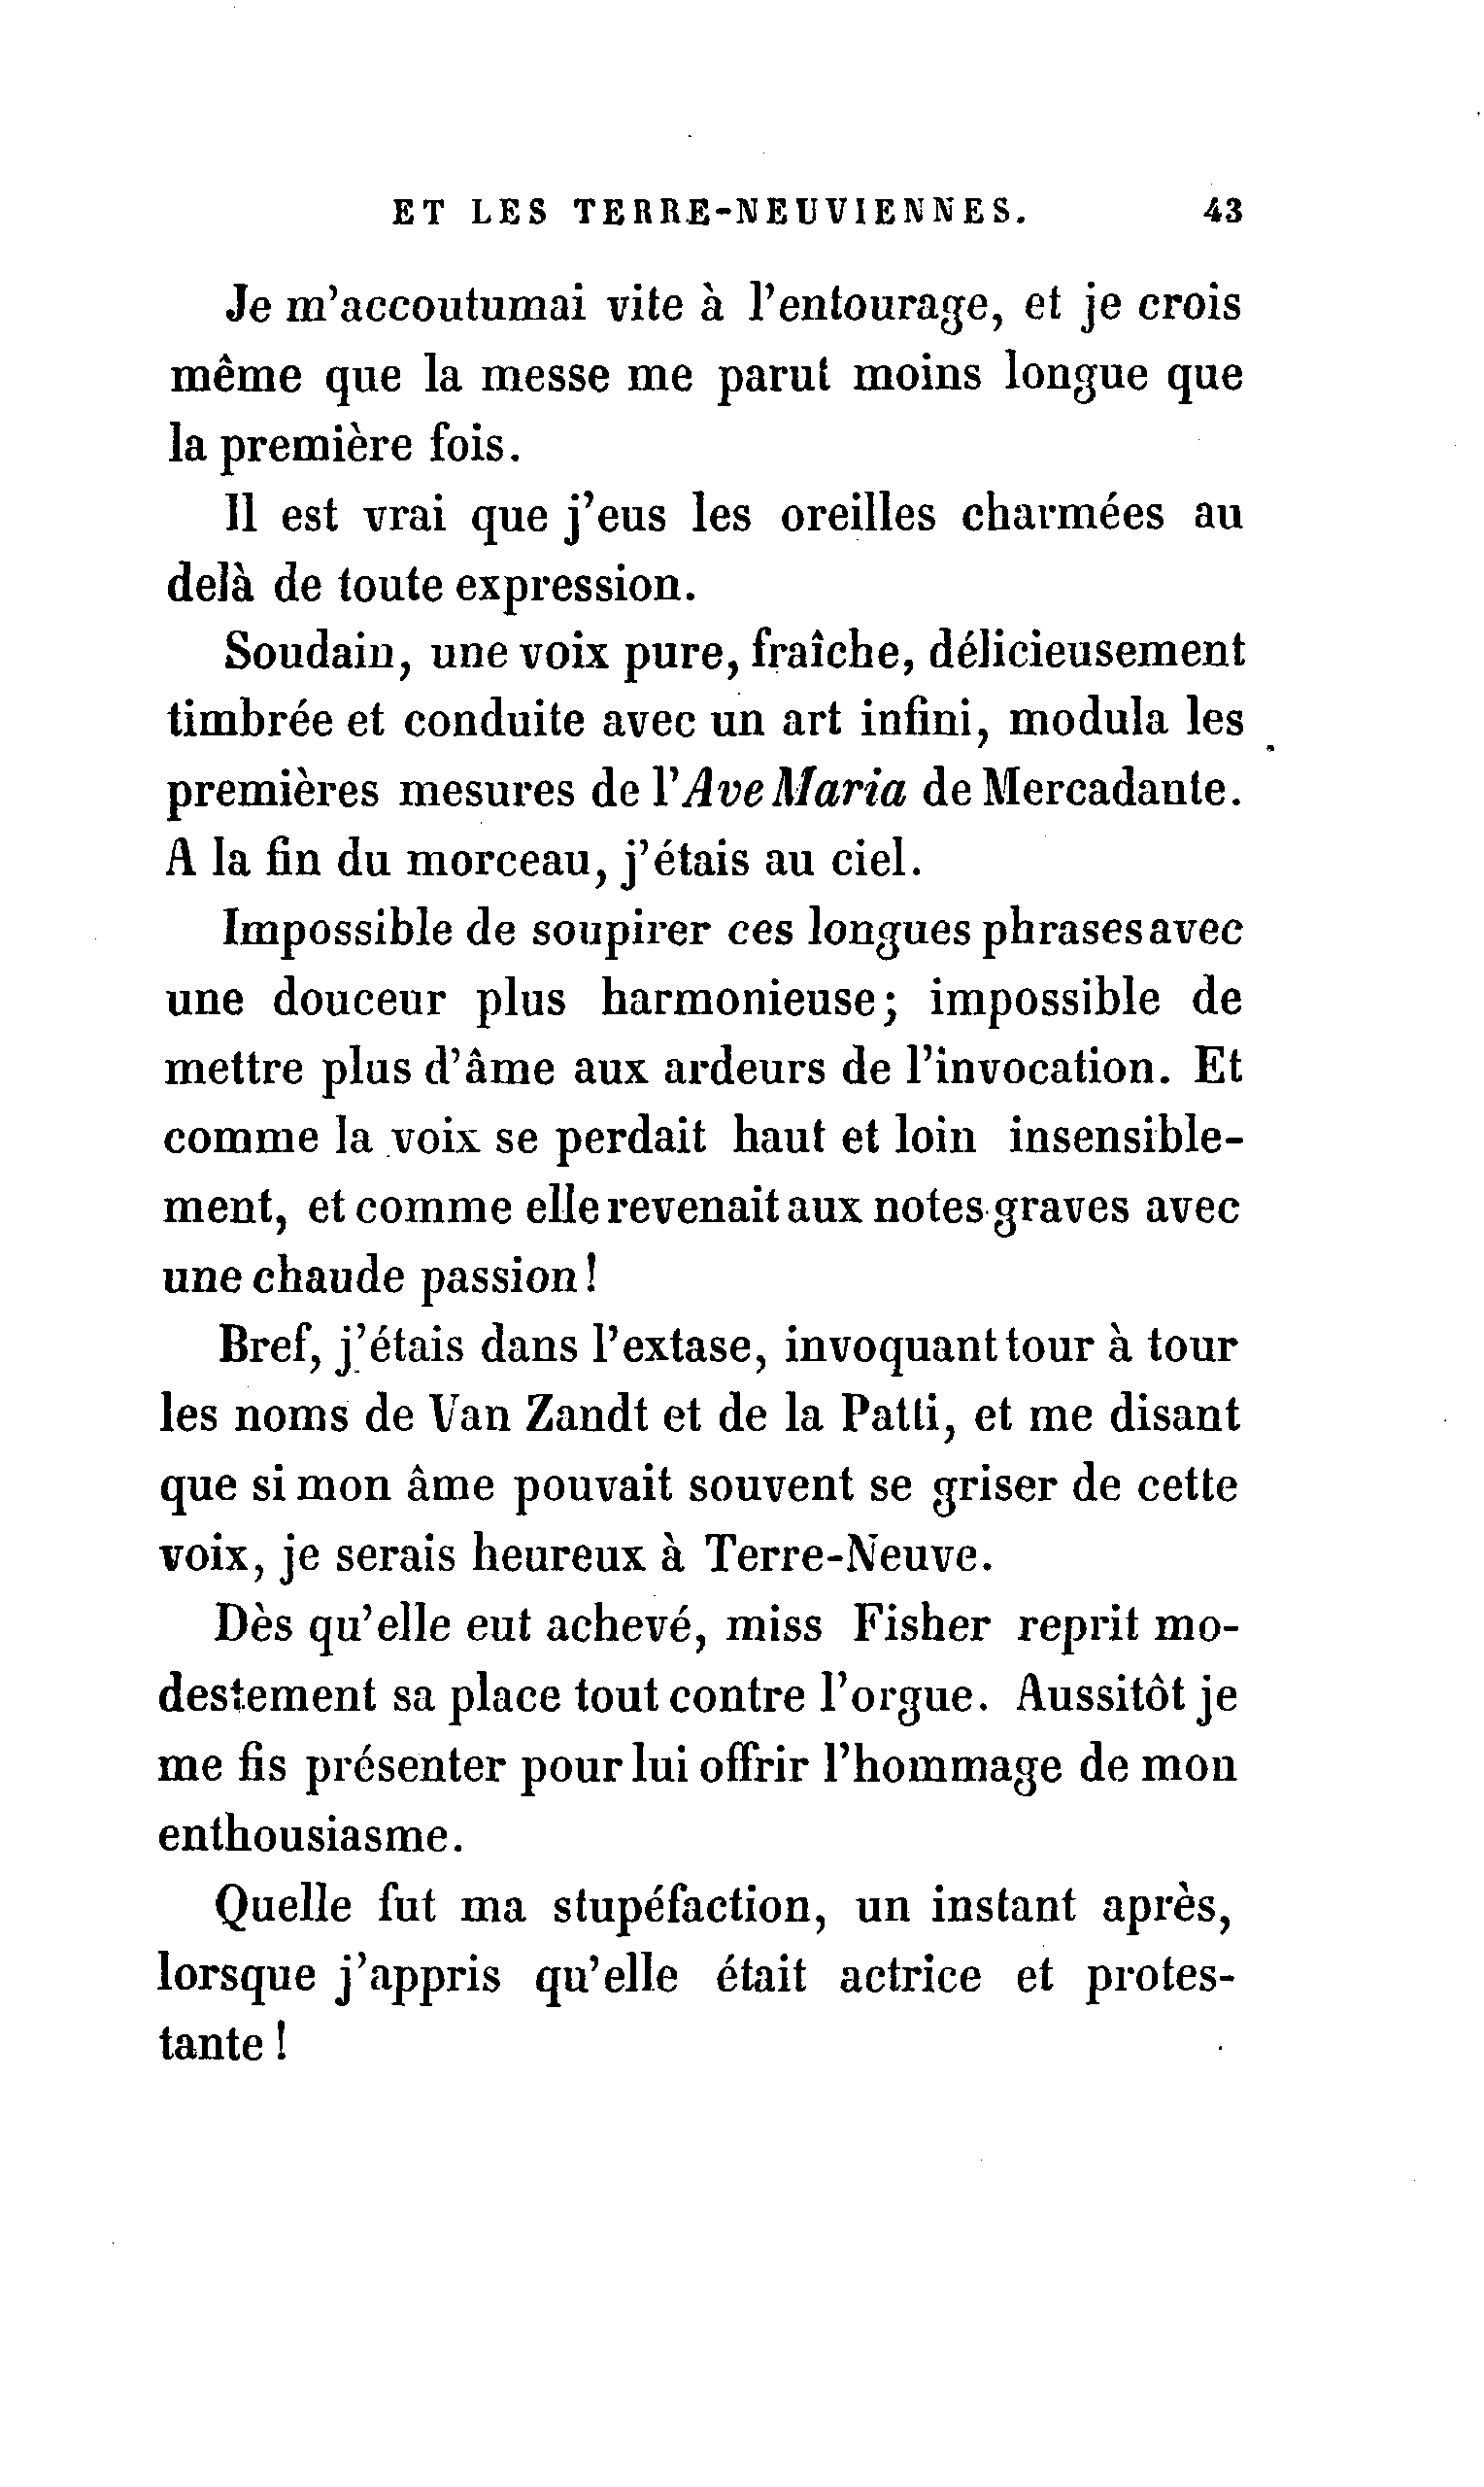 ET LES TERRE-NEUVIENNES. 43
Je m'accoutumai vite à l'entourage, et je crois
même que la messe me parut moins longue que
la première fois.
Il est vrai que j'eus les oreilles charmées au
delà de toute expression.
Soudain, une voix pure, fraîche, délicieusement
timbrée et conduite avec un art infini, modula les
premières mesures de l'Ave Maria de Mercadante.
A la fin du morceau, j'étais au ciel.
Impossible de soupirer ces longues phrases avec
une douceur plus harmonieuse; impossible de
mettre plus d'âme aux ardeurs de l'invocation. Et
comme la voix se perdait haut et loin insensible-
ment, et comme elle revenait aux notes graves avec
une chaude passion!
Bref, j'étais dans l'extase, invoquant tour à tour
les noms de Van Zandt et de la Patti, et me disant
que si mon âme pouvait souvent se griser de cette
voix, je serais heureux à Terre-Neuve.
Dès qu'elle eut achevé, miss Fisher reprit mo-
destement sa place tout contre l'orgue. Aussitôt je
me fis présenter pour lui offrir l'hommage de mon
enthousiasme.
Quelle fut ma stupéfaction, un instant après,
lorsque j'appris qu'elle était actrice et protes-
tante!